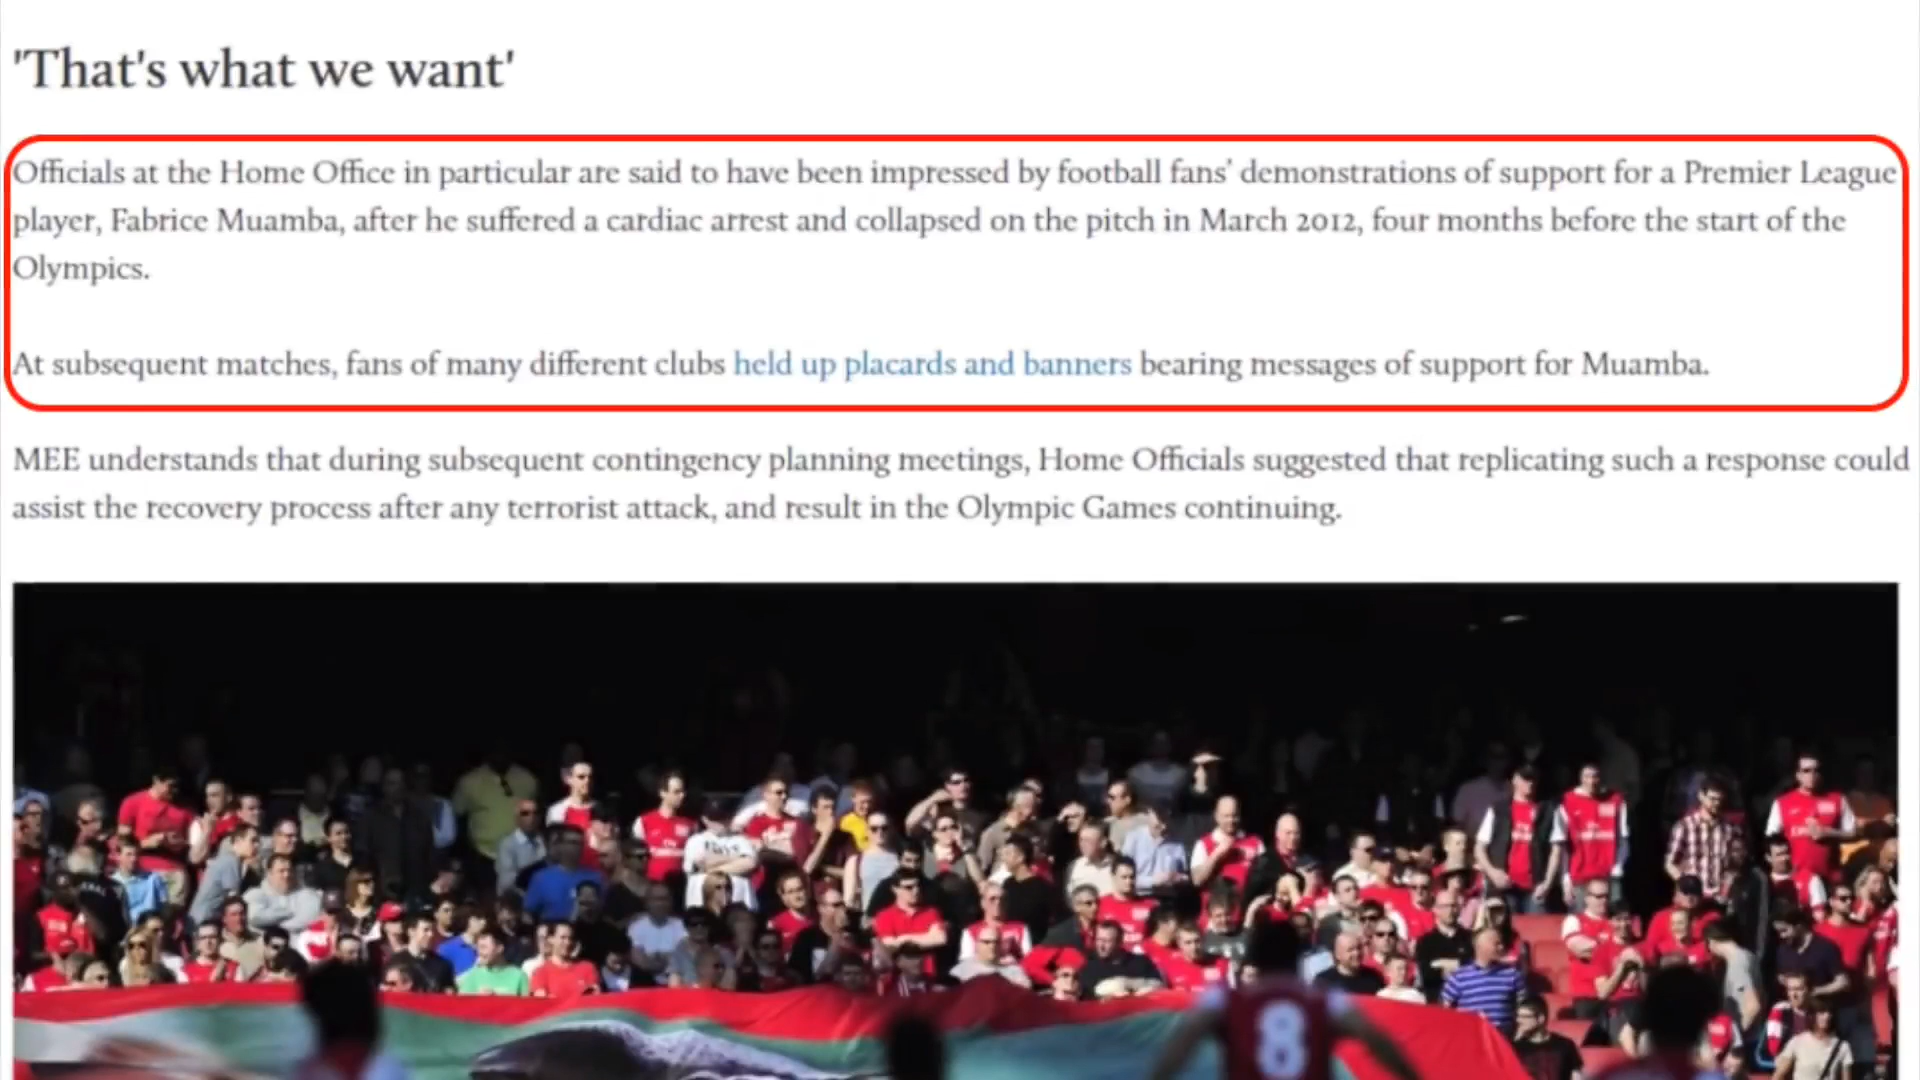 'That's what we want'
Officials at the Home Office in particular are said to have been impressed by football fans' demonstrations of support for a Premier League
player, Fabrice Muamba, after he suffered a cardiac arrest and collapsed on the pitch in March 2012, four months before the start of the
Olympics.
At subsequent matches, fans of many different clubs held up placards and banners bearing messages of support for Muamba.
MEE understands that during subsequent contingency planning meetings, Home Officials suggested that replicating such a response could
assist the recovery process after any terrorist attack, and result in the Olympic Games continuing.
8